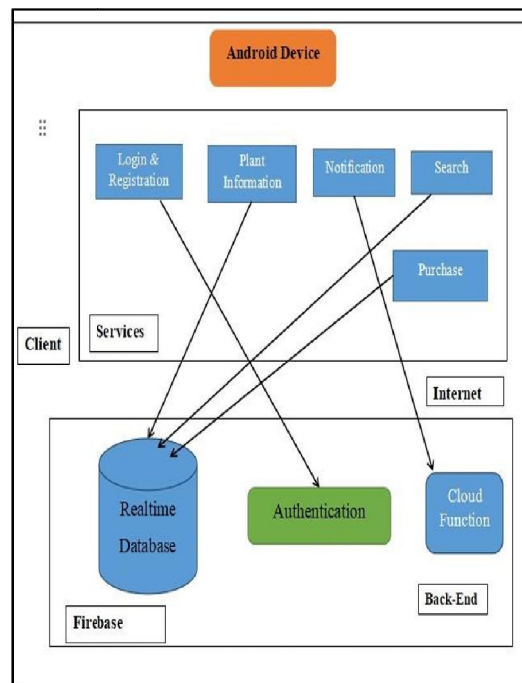 Android Device
Login &
Registration
Plant
Information
Notification
Search
Purchase
Services
Client
Internet
Realtime
Database
Authentication
Cloud
Function
Back-End
Firebase